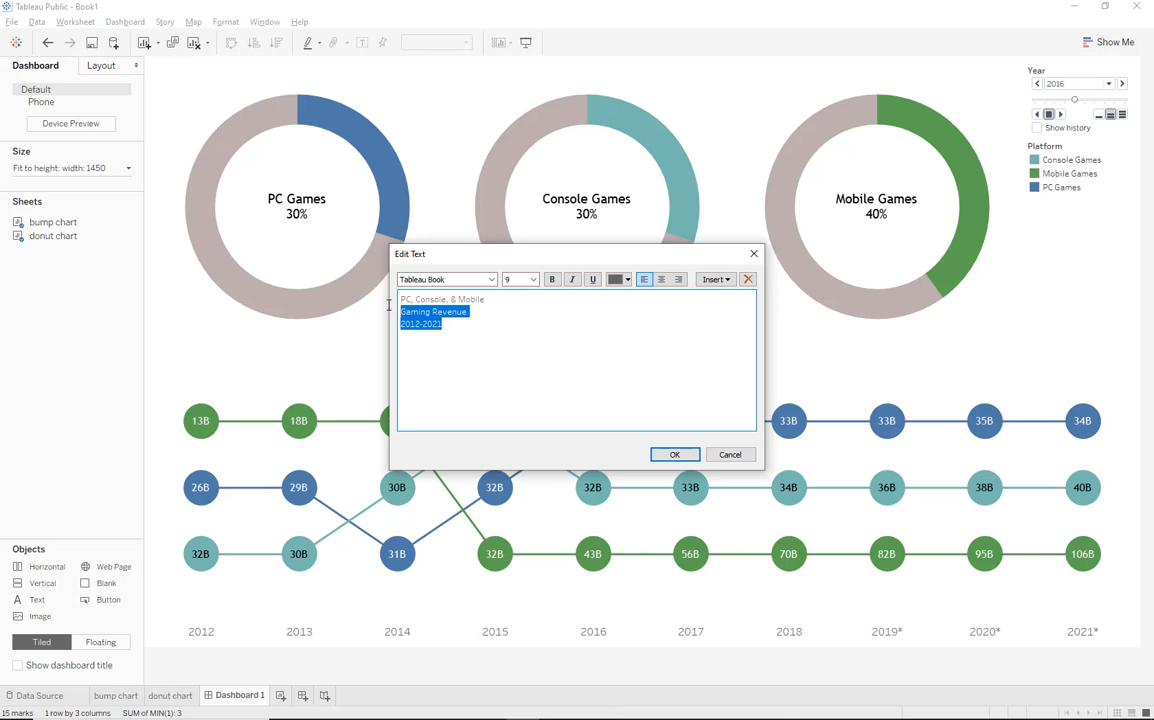 Tableau Public - Book1
File Data Worksheet Dashboard Story Map Format Window Help
Show Me
Dashboard Layout
Default
Phone
Device Preview
Size
Fit to height: width: 1450
Sheets
bump chart
donut chart
Objects
Horizontal Web Page
Vertical Blank
Text Button
Image
Tiled Floating
Show dashboard title
PC Games
30%
Console Games
30%
Mobile Games
40%
Year
2016
Show history
Platform
Console Games
Mobile Games
PC Games
Edit Text
Tableau Book 9 B I U Insert
PC, Console, & Mobile
Gaming Revenue
2012-2021
OK Cancel
13B 18B 33B 33B 35B 34B
26B 29B 30B 32B 32B 33B 34B 36B 38B 40B
32B 30B 31B 32B 43B 56B 70B 82B 95B 106B
2012 2013 2014 2015 2016 2017 2018 2019* 2020* 2021*
Data Source bump chart donut chart Dashboard 1
15 marks 1 row by 3 columns SUM of MIN(1): 3